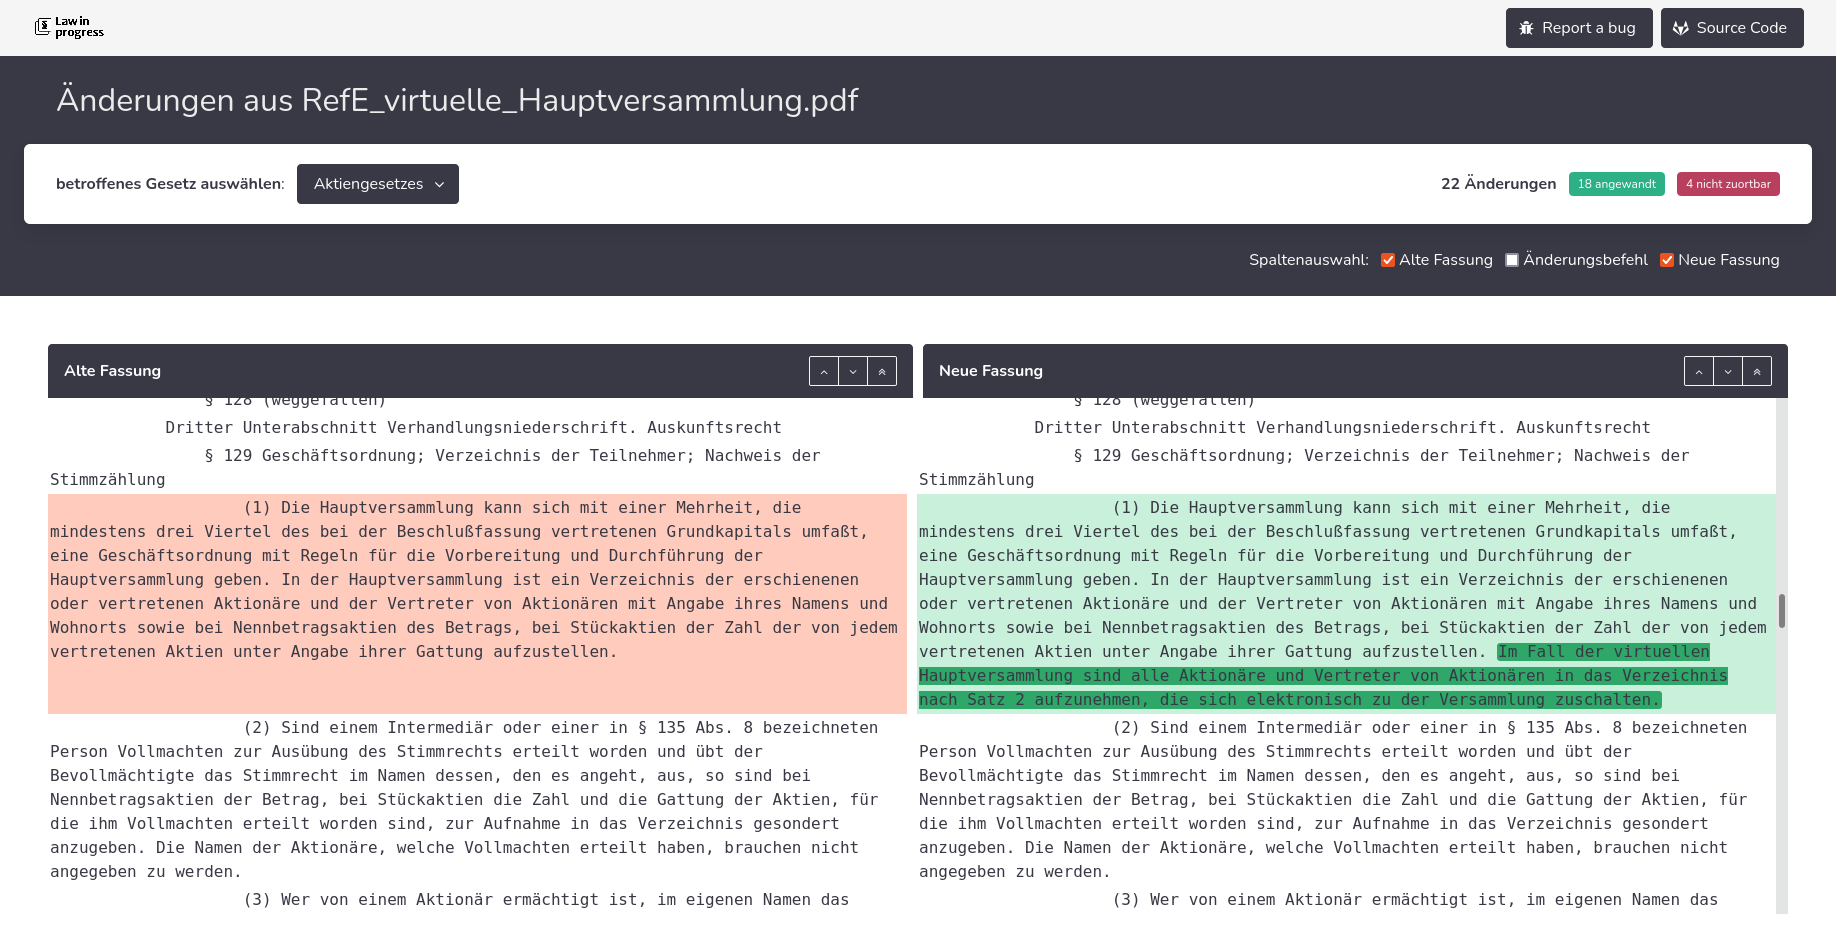 Law in
progress
Report a bug
Source Code
Änderungen aus RefE_virtuelle_Hauptversammlung.pdf
betroffenes Gesetz auswählen:
Aktiengesetzes
22 Änderungen
18 angewandt
4 nicht zuortbar
Spaltenauswahl:
Alte Fassung
Änderungsbefehl
Neue Fassung
Alte Fassung
§ 128 (weggefallen)
Dritter Unterabschnitt Verhandlungsniederschrift. Auskunftsrecht
§ 129 Geschäftsordnung; Verzeichnis der Teilnehmer; Nachweis der
Stimmzählung
(1) Die Hauptversammlung kann sich mit einer Mehrheit, die
mindestens drei Viertel des bei der Beschlußfassung vertretenen Grundkapitals umfaßt,
eine Geschäftsordnung mit Regeln für die Vorbereitung und Durchführung der
Hauptversammlung geben. In der Hauptversammlung ist ein Verzeichnis der erschienenen
oder vertretenen Aktionäre und der Vertreter von Aktionären mit Angabe ihres Namens und
Wohnorts sowie bei Nennbetragsaktien des Betrags, bei Stückaktien der Zahl der von jedem
vertretenen Aktien unter Angabe ihrer Gattung aufzustellen.
(2) Sind einem Intermediär oder einer in § 135 Abs. 8 bezeichneten
Person Vollmachten zur Ausübung des Stimmrechts erteilt worden und übt der
Bevollmächtigte das Stimmrecht im Namen dessen, den es angeht, aus, so sind bei
Nennbetragsaktien der Betrag, bei Stückaktien die Zahl und die Gattung der Aktien, für
die ihm Vollmachten erteilt worden sind, zur Aufnahme in das Verzeichnis gesondert
anzugeben. Die Namen der Aktionäre, welche Vollmachten erteilt haben, brauchen nicht
angegeben zu werden.
(3) Wer von einem Aktionär ermächtigt ist, im eigenen Namen das
Neue Fassung
§ 128 (weggefallen)
Dritter Unterabschnitt Verhandlungsniederschrift. Auskunftsrecht
§ 129 Geschäftsordnung; Verzeichnis der Teilnehmer; Nachweis der
Stimmzählung
(1) Die Hauptversammlung kann sich mit einer Mehrheit, die
mindestens drei Viertel des bei der Beschlußfassung vertretenen Grundkapitals umfaßt,
eine Geschäftsordnung mit Regeln für die Vorbereitung und Durchführung der
Hauptversammlung geben. In der Hauptversammlung ist ein Verzeichnis der erschienenen
oder vertretenen Aktionäre und der Vertreter von Aktionären mit Angabe ihres Namens und
Wohnorts sowie bei Nennbetragsaktien des Betrags, bei Stückaktien der Zahl der von jedem
vertretenen Aktien unter Angabe ihrer Gattung aufzustellen. Im Fall der virtuellen
Hauptversammlung sind alle Aktionäre und Vertreter von Aktionären in das Verzeichnis
nach Satz 2 aufzunehmen, die sich elektronisch zu der Versammlung zuschalten.
(2) Sind einem Intermediär oder einer in § 135 Abs. 8 bezeichneten
Person Vollmachten zur Ausübung des Stimmrechts erteilt worden und übt der
Bevollmächtigte das Stimmrecht im Namen dessen, den es angeht, aus, so sind bei
Nennbetragsaktien der Betrag, bei Stückaktien die Zahl und die Gattung der Aktien, für
die ihm Vollmachten erteilt worden sind, zur Aufnahme in das Verzeichnis gesondert
anzugeben. Die Namen der Aktionäre, welche Vollmachten erteilt haben, brauchen nicht
angegeben zu werden.
(3) Wer von einem Aktionär ermächtigt ist, im eigenen Namen das